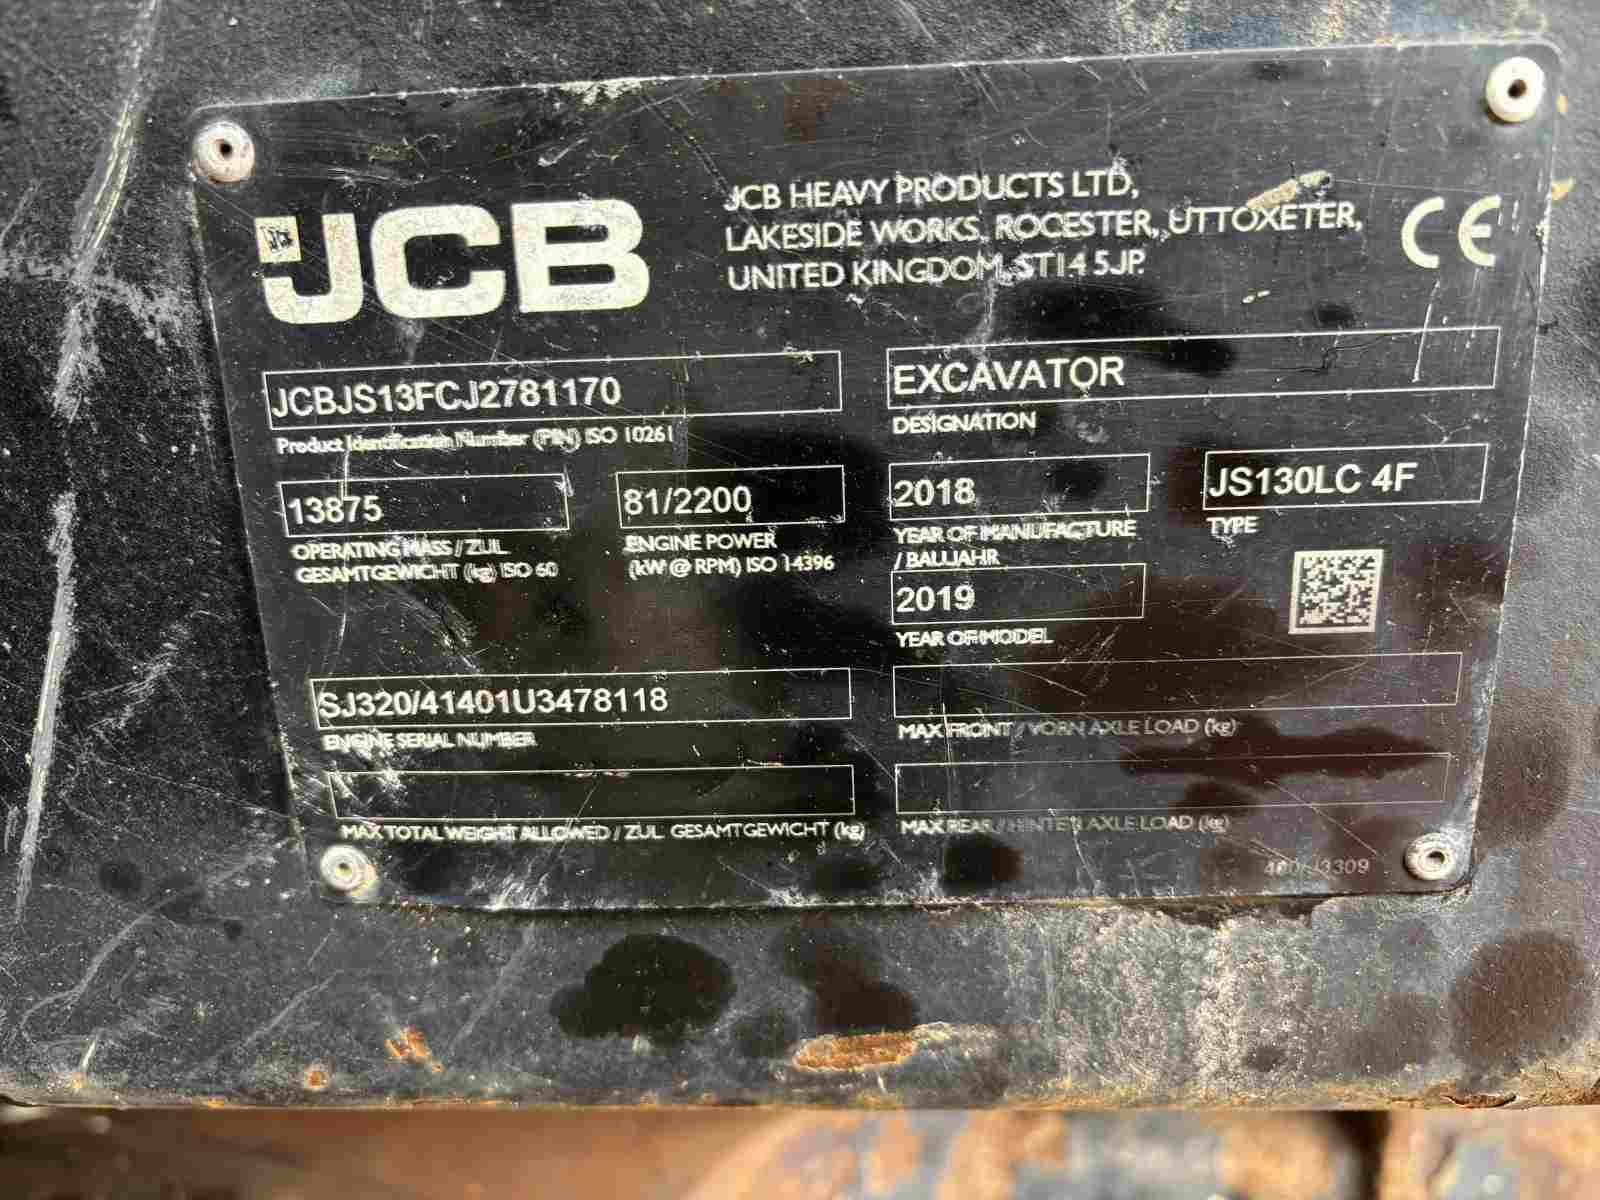 JCB
JCB HEAVY PRODUCTS LTD,
LAKESIDE WORKS, ROCESTER, UTTOXETER,
UNITED KINGDOM, ST14 5JP.
CE
JCBJS13FCJ2781170
Product Identification Number (PIN) ISO 10261
EXCAVATOR
DESIGNATION
13875
OPERATING MASS / ZUL
GESAMTGEWICHT (kg) ISO 60
81/2200
ENGINE POWER
(kW @ RPM) ISO 14396
2018
YEAR OF MANUFACTURE
/ BAUJAHR
JS130LC 4F
TYPE
2019
YEAR OF MODEL
SJ320/41401U3478118
ENGINE SERIAL NUMBER
MAX FRONT / VORN AXLE LOAD (kg)
MAX TOTAL WEIGHT ALLOWED / ZUL GESAMTGEWICHT (kg)
MAX REAR / HINTEN AXLE LOAD (kg)